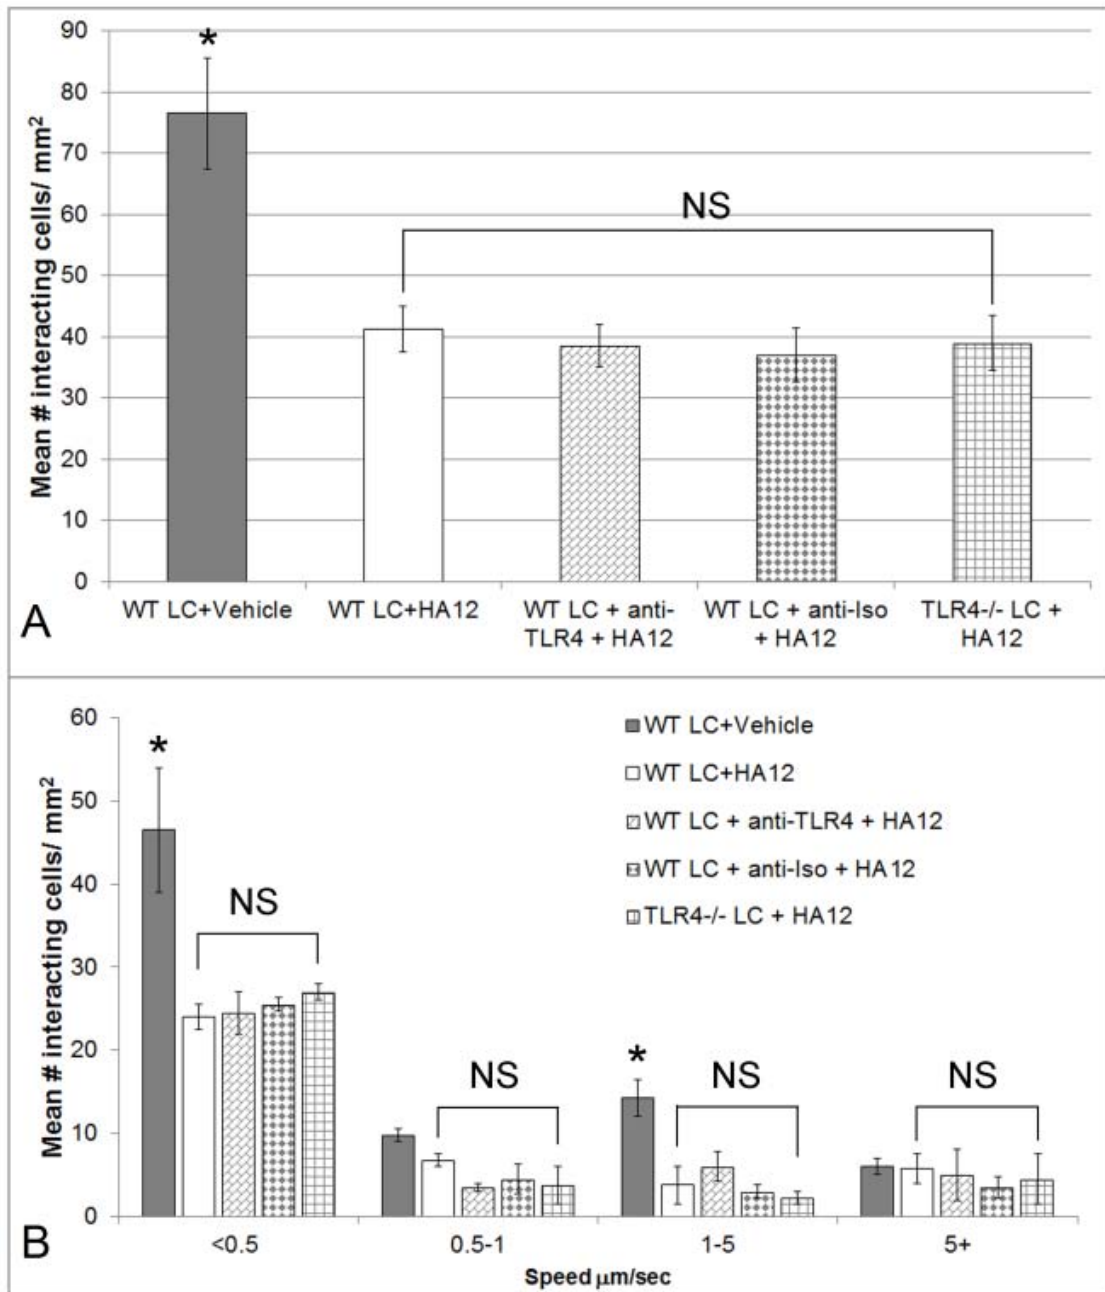 90
80
70
60
50
40
30
20
10
0
Mean # interacting cells/ mm²
*
NS
WT LC+Vehicle
WT LC+HA12
WT LC + anti-
TLR4 + HA12
WT LC + anti-Iso
+ HA12
TLR4-/- LC +
HA12
A
60
50
40
30
20
10
0
Mean # interacting cells/ mm²
*
NS
NS
*
NS
NS
WT LC+Vehicle
WT LC+HA12
WT LC + anti-TLR4 + HA12
WT LC + anti-Iso + HA12
TLR4-/- LC + HA12
<0.5
0.5-1
1-5
5+
Speed µm/sec
B